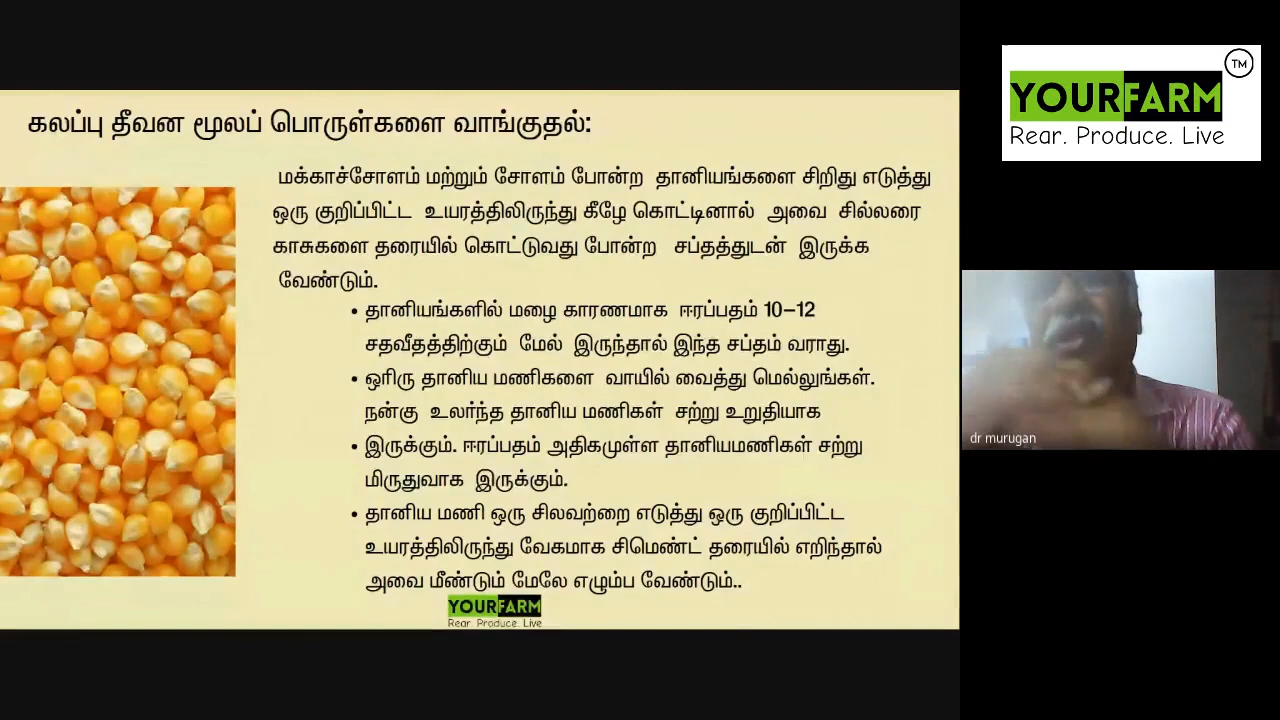 கலப்பு தீவன மூலப் பொருள்களை வாங்குதல்:
மக்காச்சோளம் மற்றும் சோளம் போன்ற தானியங்களை சிறிது எடுத்து
ஒரு குறிப்பிட்ட உயரத்திலிருந்து கீழே கொட்டினால் அவை சில்லரை
காசுகளை தரையில் கொட்டுவது போன்ற சப்தத்துடன் இருக்க
வேண்டும்.
• தானியங்களில் மழை காரணமாக ஈரப்பதம் 10-12
சதவீதத்திற்கும் மேல் இருந்தால் இந்த சப்தம் வராது.
• ஒரிரு தானிய மணிகளை வாயில் வைத்து மெல்லுங்கள்.
நன்கு உலர்ந்த தானிய மணிகள் சற்று உறுதியாக
• இருக்கும். ஈரப்பதம் அதிகமுள்ள தானியமணிகள் சற்று
மிருதுவாக இருக்கும்.
• தானிய மணி ஒரு சிலவற்றை எடுத்து ஒரு குறிப்பிட்ட
உயரத்திலிருந்து வேகமாக சிமெண்ட் தரையில் எறிந்தால்
அவை மீண்டும் மேலே எழும்ப வேண்டும்..
YOURFARM
Rear. Produce. Live
TM
YOURFARM
Rear. Produce. Live
dr murugan